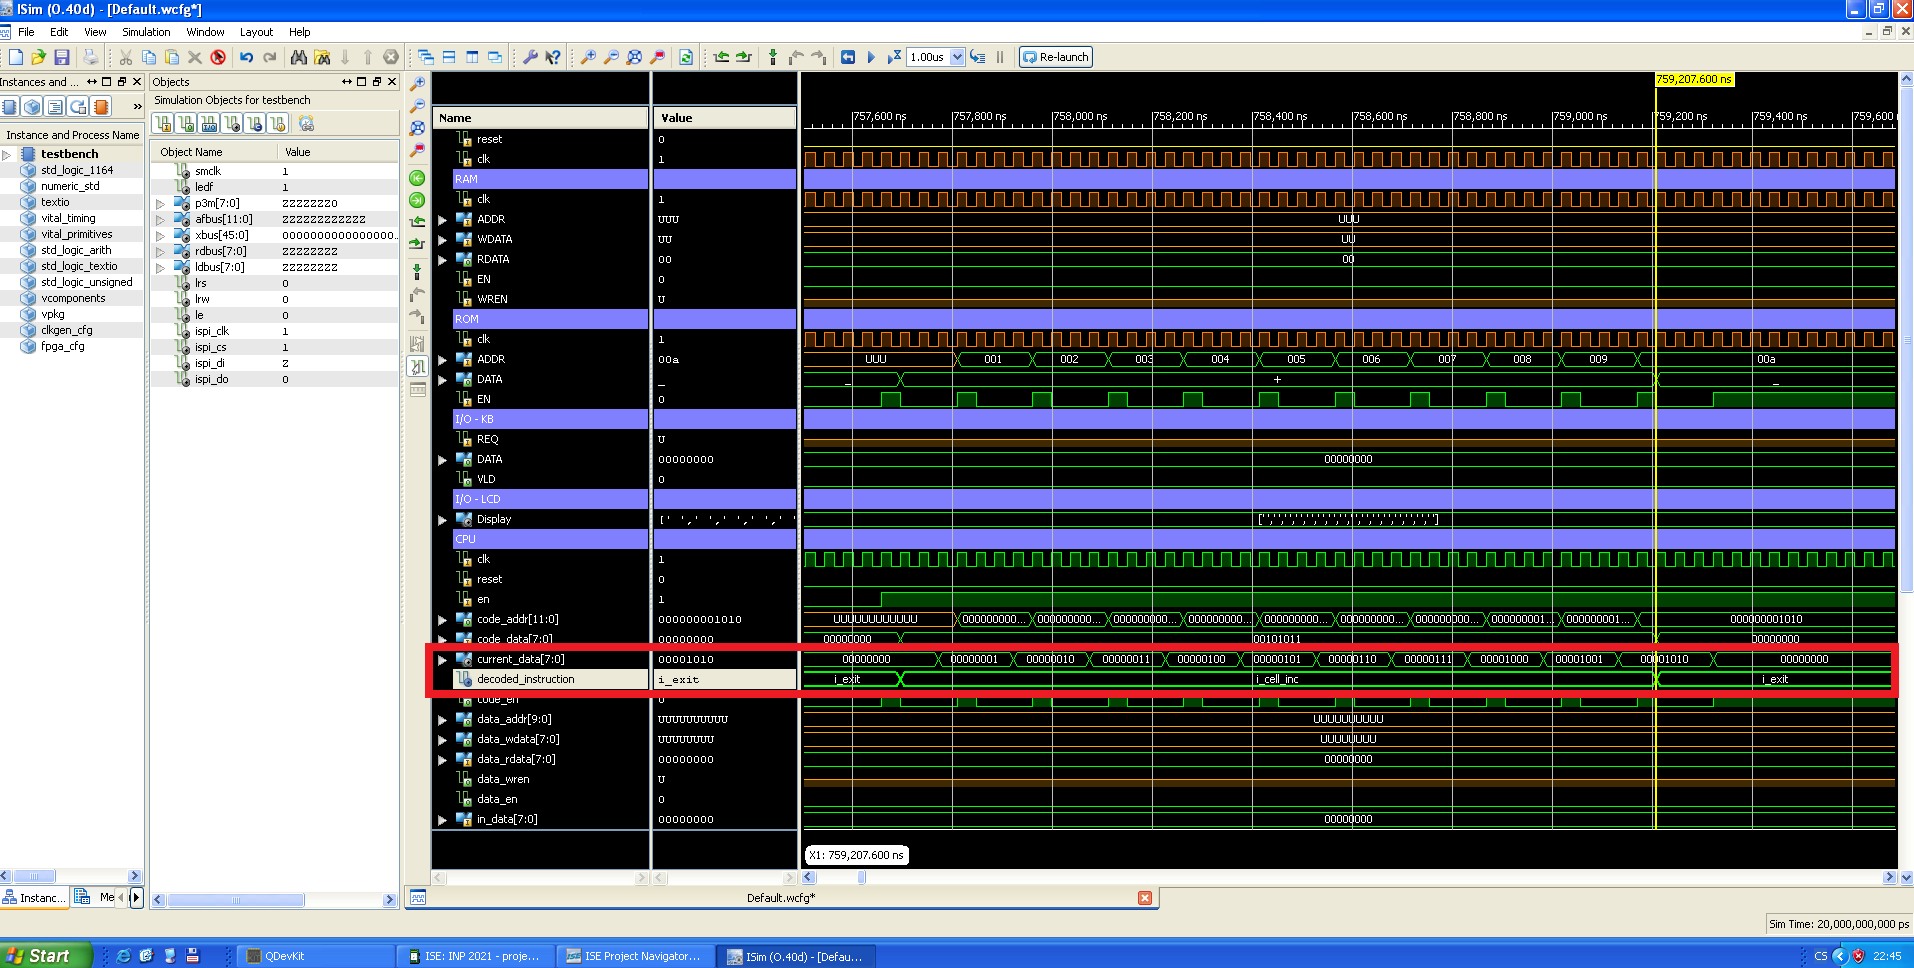 ISim (O.40d) - [Default.wcfg*]
File Edit View Simulation Window Layout Help
1.00us Re-launch
Instances and ...
Instance and Process Name
testbench
std_logic_1164
numeric_std
textio
vital_timing
vital_primitives
std_logic_arith
std_logic_textio
std_logic_unsigned
vcomponents
vpkg
clkgen_cfg
fpga_cfg
Instanc... Me
Objects
Simulation Objects for testbench
Object Name Value
smclk 1
ledf 1
p3m[7:0] ZZZZZZZ0
afbus[11:0] ZZZZZZZZZZZZ
xbus[45:0] 0000000000000000...
rdbus[7:0] ZZZZZZZZ
ldbus[7:0] ZZZZZZZZ
lrs 0
lrw 0
le 0
ispi_clk 1
ispi_cs 1
ispi_di Z
ispi_do 0
759,207.600 ns
Name Value
757,600 ns 757,800 ns 758,000 ns 758,200 ns 758,400 ns 758,600 ns 758,800 ns 759,000 ns 759,200 ns 759,400 ns 759,600
reset 0
clk 1
RAM
clk 1
ADDR UUU UUU
WDATA UU UU
RDATA 00 00
EN 0
WREN U
ROM
clk 1
ADDR 00a UUU 001 002 003 004 005 006 007 008 009 00a
DATA _ _ + _
EN 0
I/O - KB
REQ U
DATA 00000000 00000000
VLD 0
I/O - LCD
Display [' ',' ',' ',' ',' ' [',',',',',',',',',',',',',',',']
CPU
clk 1
reset 0
en 1
code_addr[11:0] 000000001010 UUUUUUUUUUUU 000000000... 000000000... 000000000... 000000000... 000000000... 000000000... 000000000... 000000001... 000000001... 000000001010
code_data[7:0] 00000000 00000000 00101011 00000000
current_data[7:0] 00001010 00000000 00000001 00000010 00000011 00000100 00000101 00000110 00000111 00001000 00001001 00001010 00000000
decoded_instruction i_exit i_exit i_cell_inc i_exit
code_en 0
data_addr[9:0] UUUUUUUUUU UUUUUUUUUU
data_wdata[7:0] UUUUUUUU UUUUUUUU
data_rdata[7:0] 00000000 00000000
data_wren U
data_en 0
in_data[7:0] 00000000 00000000
X1: 759,207.600 ns
Default.wcfg*
Sim Time: 20,000,000,000 ps
Start QDevKit ISE: INP 2021 - proje... ISE Project Navigator... ISim (O.40d) - [Defau... CS 22:45